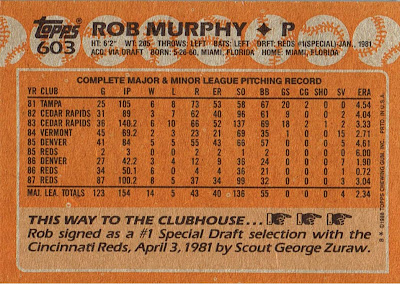 Topps
603
ROB MURPHY ✦ P
HT: 6'2" WT: 205 THROWS: LEFT BATS: LEFT DRAFT: REDS #1(SPECIAL)-JAN., 1981
ACQ: VIA DRAFT BORN: 5-26-60, MIAMI, FLORIDA HOME: MIAMI, FLORIDA
COMPLETE MAJOR & MINOR LEAGUE PITCHING RECORD
YR CLUB G IP W L R ER SO BB GS CG SHO SV ERA
81 TAMPA 25 105 6 8 73 53 58 67 20 2 0 0 4.54
82 CEDAR RAPIDS 31 89 3 7 62 40 96 61 9 0 0 2 4.04
83 CEDAR RAPIDS 36 140.2 6 10 66 52 137 69 4 3 1 2 3.33
84 VERMONT 45 69.2 2 3 23 21 69 35 1 0 0 15 2.71
85 DENVER 41 84 5 5 55 43 66 57 0 0 0 5 4.61
85 REDS 2 3 0 0 2 2 1 2 0 0 0 0 6.00
86 DENVER 27 42.2 3 4 12 9 36 24 0 0 0 7 1.90
86 REDS 34 50.1 6 0 4 4 36 21 0 0 0 1 0.72
87 REDS 87 100.2 8 5 37 34 99 32 0 0 0 3 3.04
MAJ. LEA. TOTALS 123 154 14 5 43 40 136 55 0 0 0 4 2.34
THIS WAY TO THE CLUBHOUSE...
Rob signed as a #1 Special Draft selection with the
Cincinnati Reds, April 3, 1981 by Scout George Zuraw.
© 1988 TOPPS CHEWING GUM, INC. PRTD. IN U.S.A.